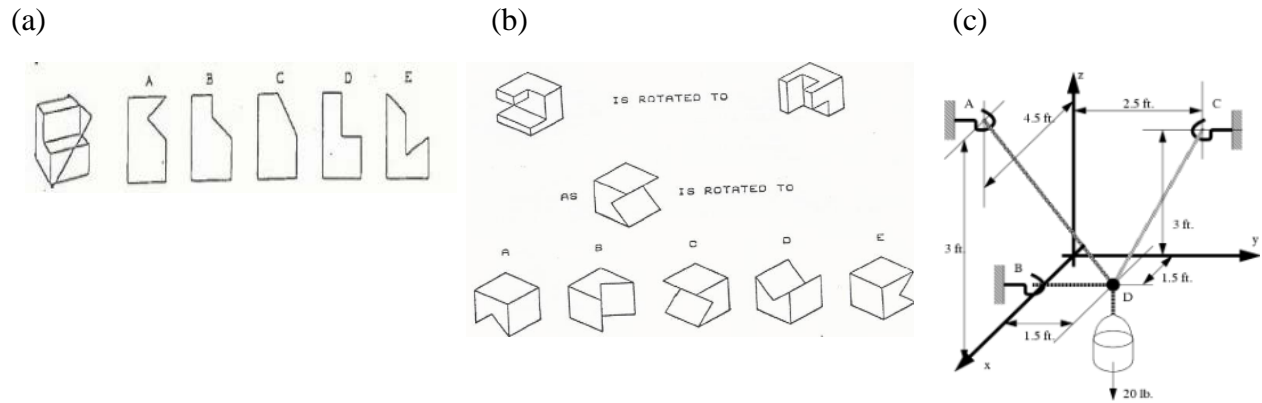 (a)
A B C D E
(b)
IS ROTATED TO
AS IS ROTATED TO
A B C D E
(c)
z
2.5 ft.
A
C
4.5 ft.
3 ft.
3 ft.
y
B
1.5 ft.
D
1.5 ft.
x
20 lb.